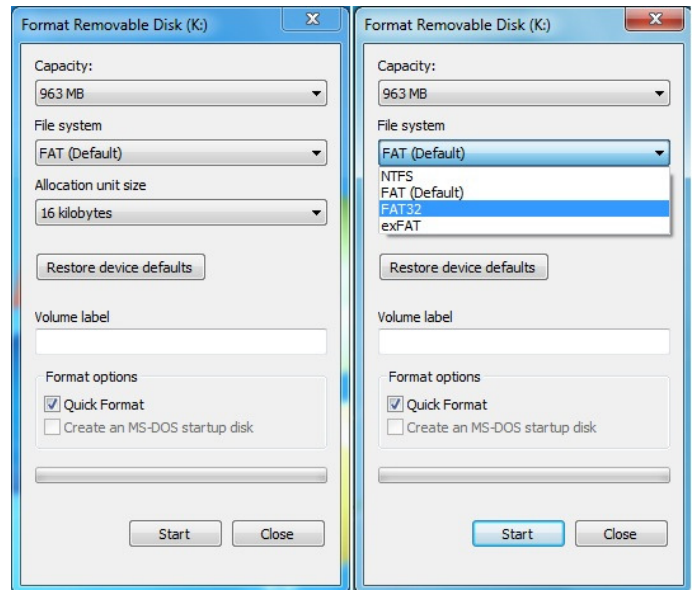 Format Removable Disk (K:)
Capacity:
963 MB
File system
FAT (Default)
Allocation unit size
16 kilobytes
Restore device defaults
Volume label
Format options
Quick Format
Create an MS-DOS startup disk
Start
Close
Format Removable Disk (K:)
Capacity:
963 MB
File system
FAT (Default)
NTFS
FAT (Default)
FAT32
exFAT
Restore device defaults
Volume label
Format options
Quick Format
Create an MS-DOS startup disk
Start
Close